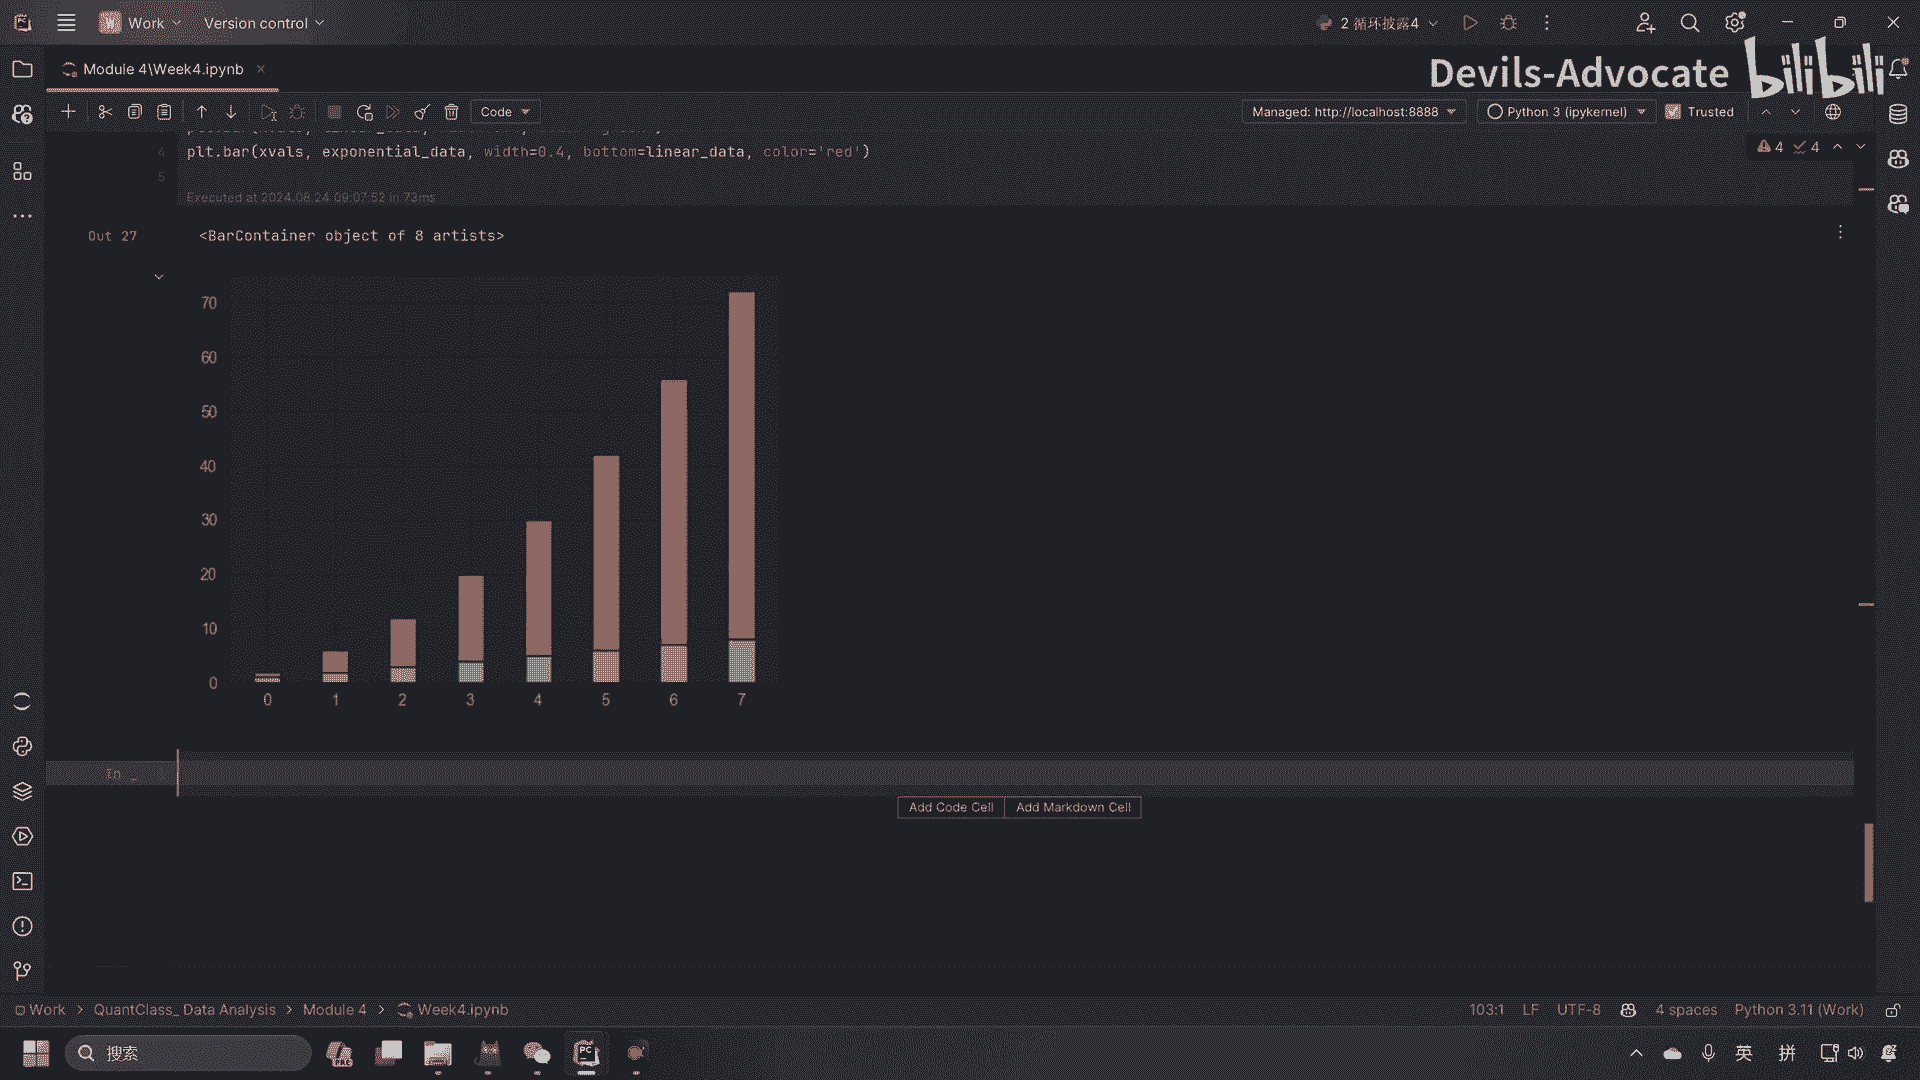 Work
Version control
2 循环披露4
Module 4\Week4.ipynb
Devils-Advocate bilibili
Code
Managed: http://localhost:8888
Python 3 (ipykernel)
Trusted
4 plt.bar(xvals, exponential_data, width=0.4, bottom=linear_data, color='red')
4 4
5
Executed at 2024.08.24 09:07:52 in 73ms
Out 27
<BarContainer object of 8 artists>
70
60
50
40
30
20
10
0
0 1 2 3 4 5 6 7
In _ 1
Add Code Cell
Add Markdown Cell
Work > QuantClass_ Data Analysis > Module 4 > Week4.ipynb
103:1 LF UTF-8 4 spaces Python 3.11 (Work)
搜索
PRE
PC
英
拼